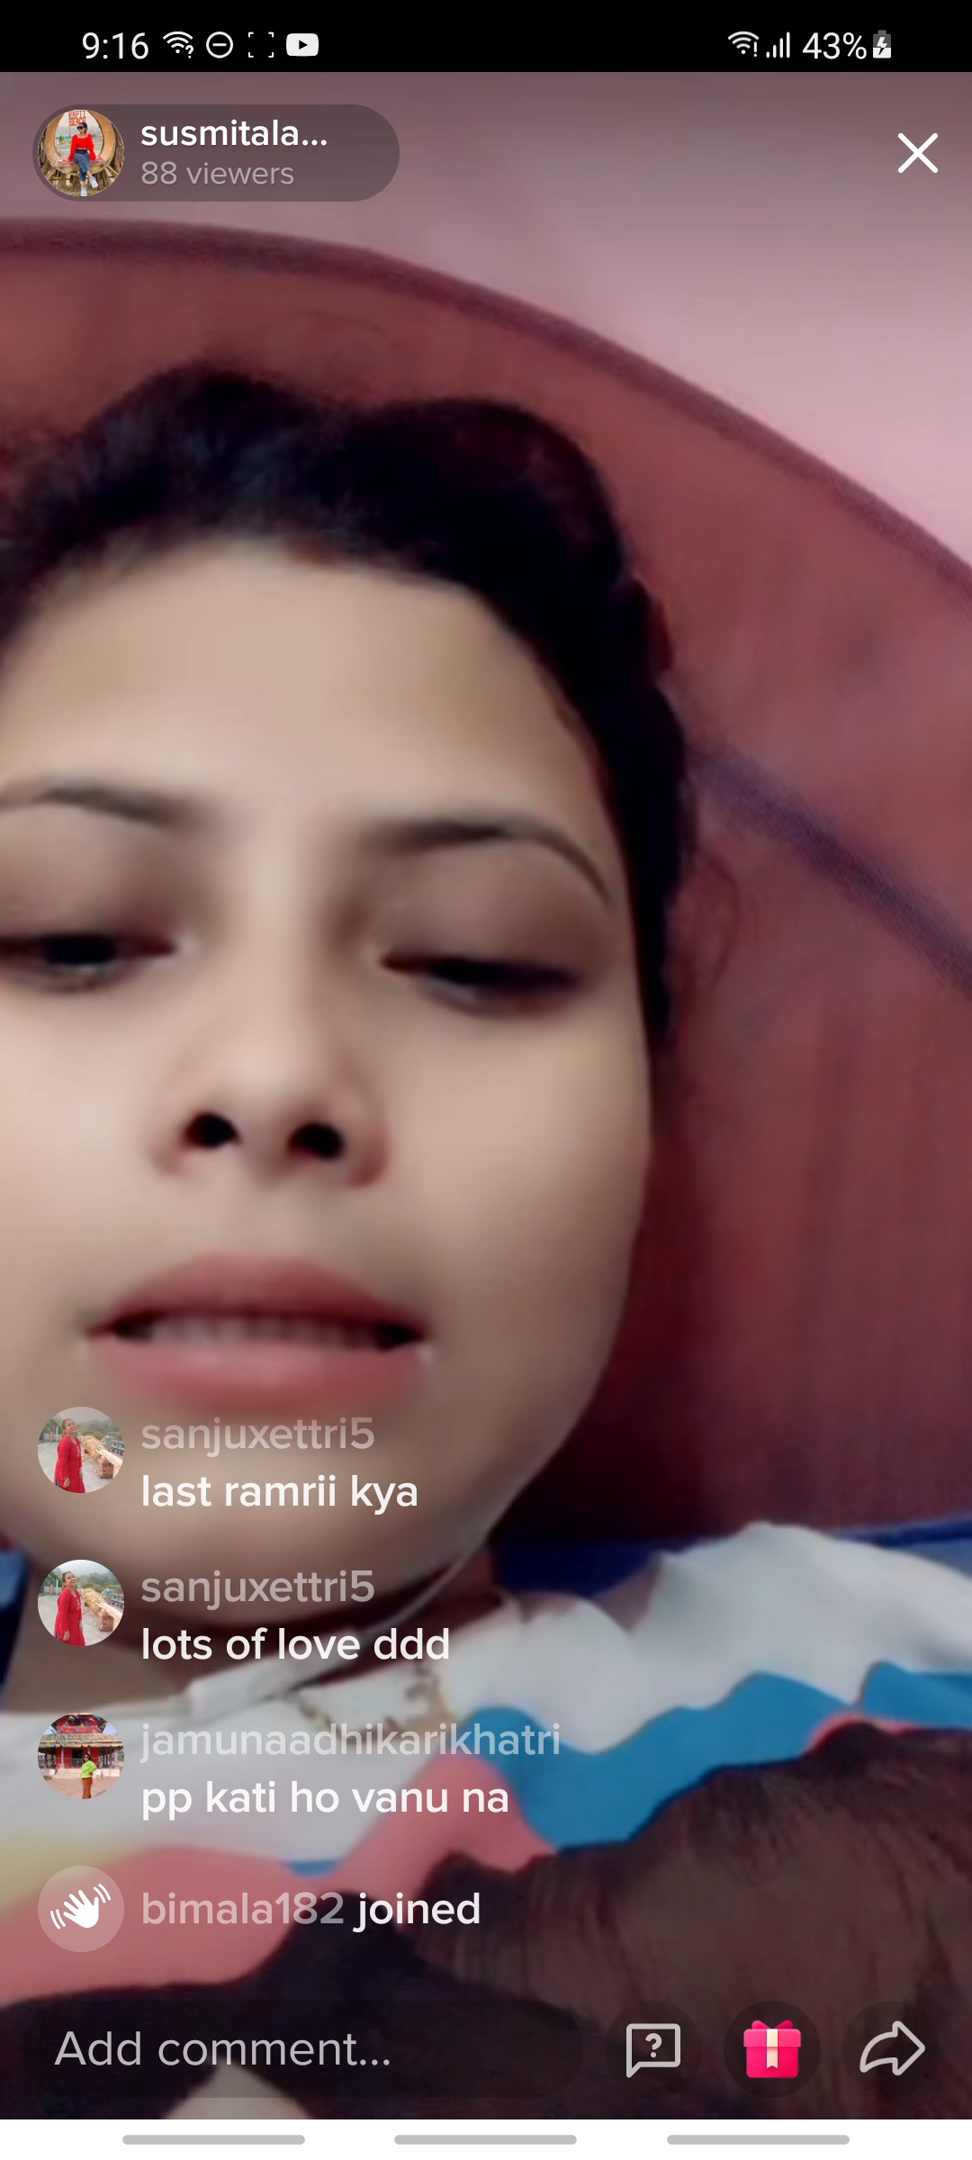 9:16
43%
susmitala...
88 viewers
sanjuxettri5
last ramrii kya
sanjuxettri5
lots of love ddd
jamunaadhikarikhatri
pp kati ho vanu na
bimala182 joined
Add comment...